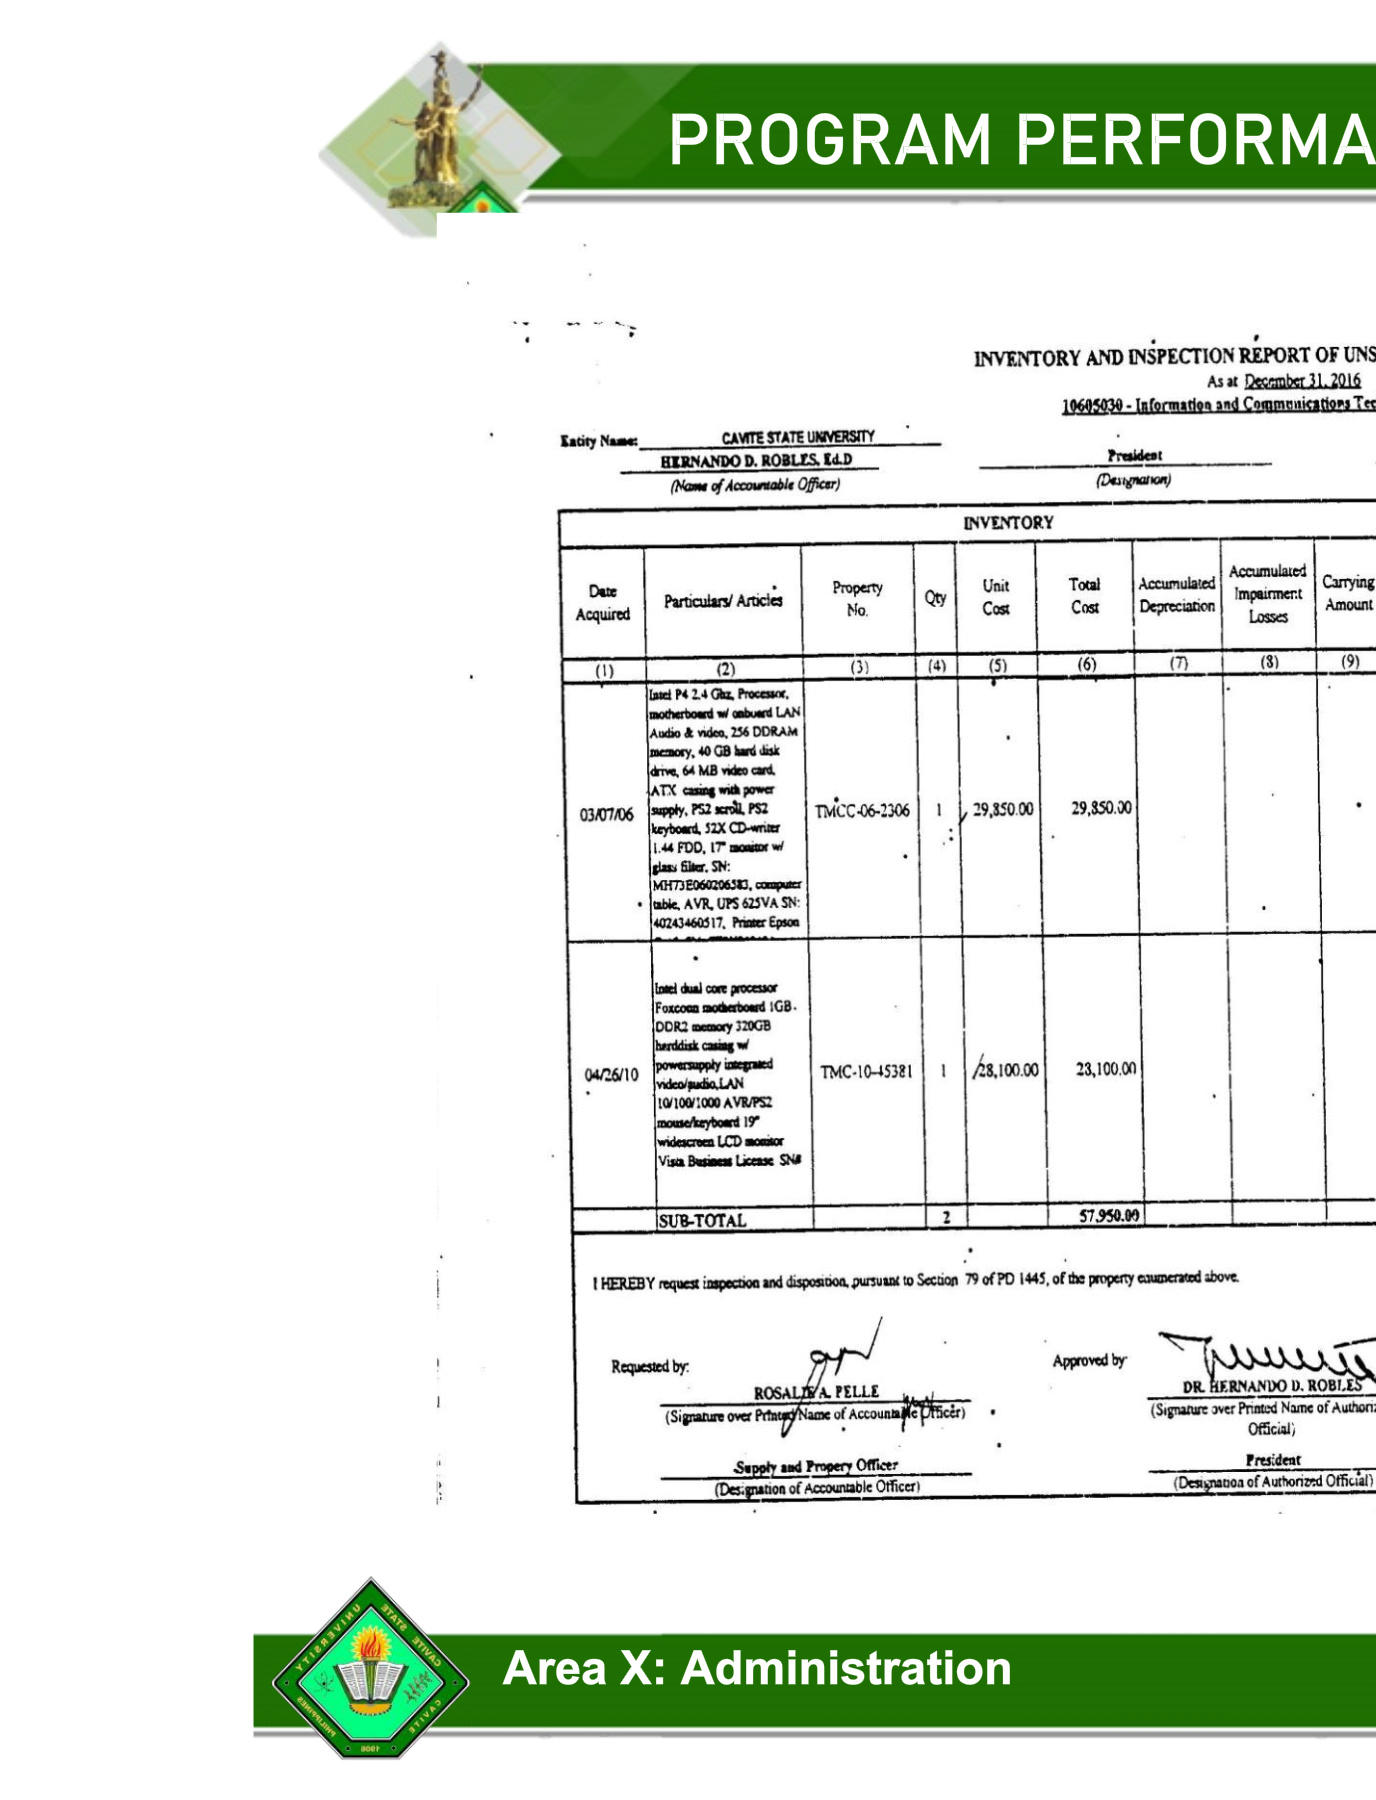 PROGRAM PERFORMA
INVENTORY AND INSPECTION REPORT OF UNS
As at December 31, 2016
10605030 - Information and Communications Tec
Entity Name: CAVITE STATE UNIVERSITY
HERNANDO D. ROBLES, Ed.D
President
(Name of Accountable Officer)
(Designation)
INVENTORY
Date Acquired
Particulars/ Articles
Property No.
Qty
Unit Cost
Total Cost
Accumulated Depreciation
Accumulated Impairment Losses
Carrying Amount
(1) (2) (3) (4) (5) (6) (7) (8) (9)
03/07/06
Intel P4 2.4 Ghz, Processor,
motherboard w/ onbuard LAN
Audio & video, 256 DDRAM
memory, 40 GB hard disk
drive, 64 MB video card,
ATX casing with power
supply, PS2 scroll, PS2
keyboard, 52X CD-writer
1.44 FDD, 17" monitor w/
glass filter, SN:
MH73E060206583, computer
table, AVR, UPS 625VA SN:
40243460517, Printer Epson
TMCC-06-2306 1 29,850.00 29,850.00
04/26/10
Intel dual core processor
Foxconn motherboard 1GB
DDR2 memory 320GB
herddisk casing w/
powersupply integrated
video/audio,LAN
10/100/1000 AVR/PS2
mouse/keyboard 19"
widescreen LCD monitor
Vista Business License SN#
TMC-10-45381 1 28,100.00 28,100.00
SUB-TOTAL 2 57,950.00
I HEREBY request inspection and disposition, pursuant to Section 79 of PD 1445, of the property enumerated above.
Requested by:
Approved by
ROSALIE A. PELLE
DR. HERNANDO D. ROBLES
(Signature over Printed Name of Accountable Officer)
(Signature over Printed Name of Authoriz
Official)
Supply and Propery Officer
President
(Designation of Accountable Officer)
(Designation of Authorized Official)
CAVITE STATE UNIVERSITY
CAVITE
PHILIPPINES
1906
Area X: Administration